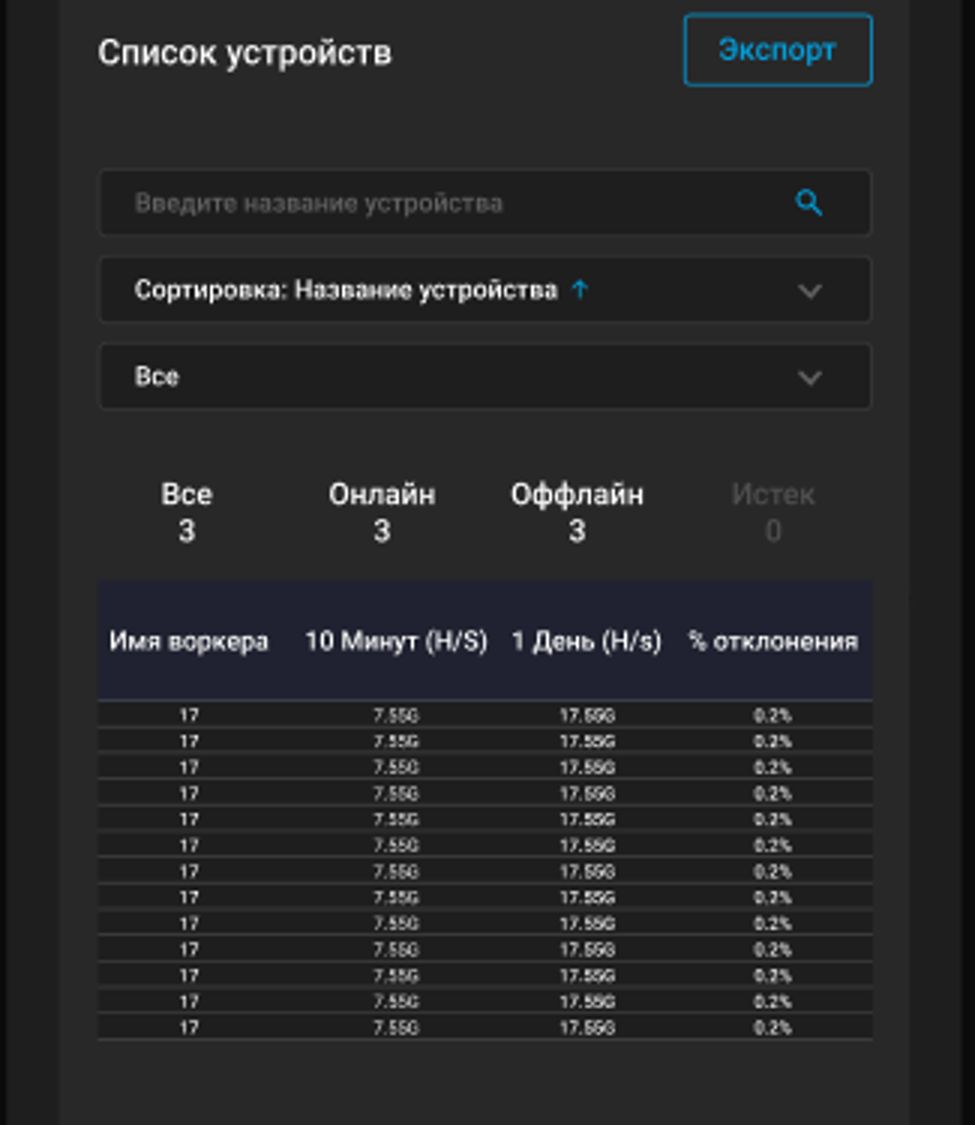 Список устройств
Экспорт
Введите название устройства
Сортировка: Название устройства ↑
Все
Все Онлайн Оффлайн Истек
3 3 3 0
Имя воркера 10 Минут (H/S) 1 День (H/s) % отклонения
17 7.55G 17.55G 0.2%
17 7.55G 17.55G 0.2%
17 7.55G 17.55G 0.2%
17 7.55G 17.55G 0.2%
17 7.55G 17.55G 0.2%
17 7.55G 17.55G 0.2%
17 7.55G 17.55G 0.2%
17 7.55G 17.55G 0.2%
17 7.55G 17.55G 0.2%
17 7.55G 17.55G 0.2%
17 7.55G 17.55G 0.2%
17 7.55G 17.55G 0.2%
17 7.55G 17.55G 0.2%